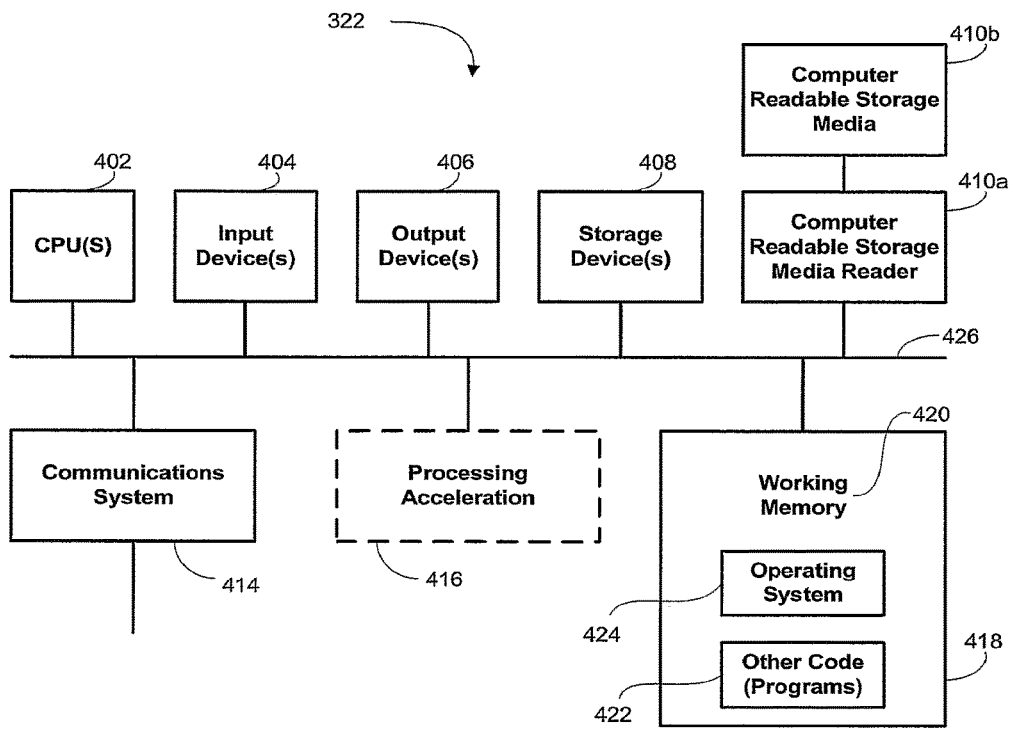 322
410b
Computer
Readable Storage
Media
402
404
406
408
410a
CPU(S)
Input
Device(s)
Output
Device(s)
Storage
Device(s)
Computer
Readable Storage
Media Reader
426
420
Communications
System
Processing
Acceleration
Working
Memory
414
416
Operating
System
424
418
Other Code
(Programs)
422